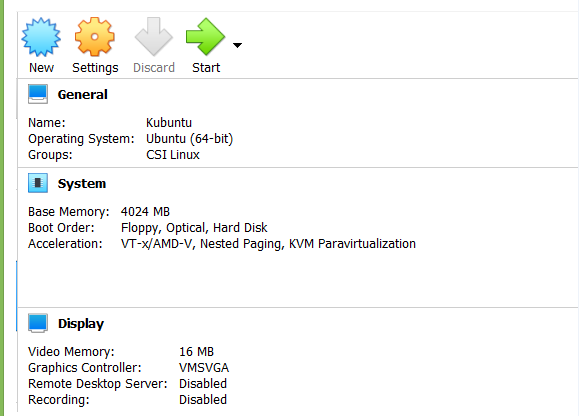 New Settings Discard Start
General
Name: Kubuntu
Operating System: Ubuntu (64-bit)
Groups: CSI Linux
System
Base Memory: 4024 MB
Boot Order: Floppy, Optical, Hard Disk
Acceleration: VT-x/AMD-V, Nested Paging, KVM Paravirtualization
Display
Video Memory: 16 MB
Graphics Controller: VMSVGA
Remote Desktop Server: Disabled
Recording: Disabled